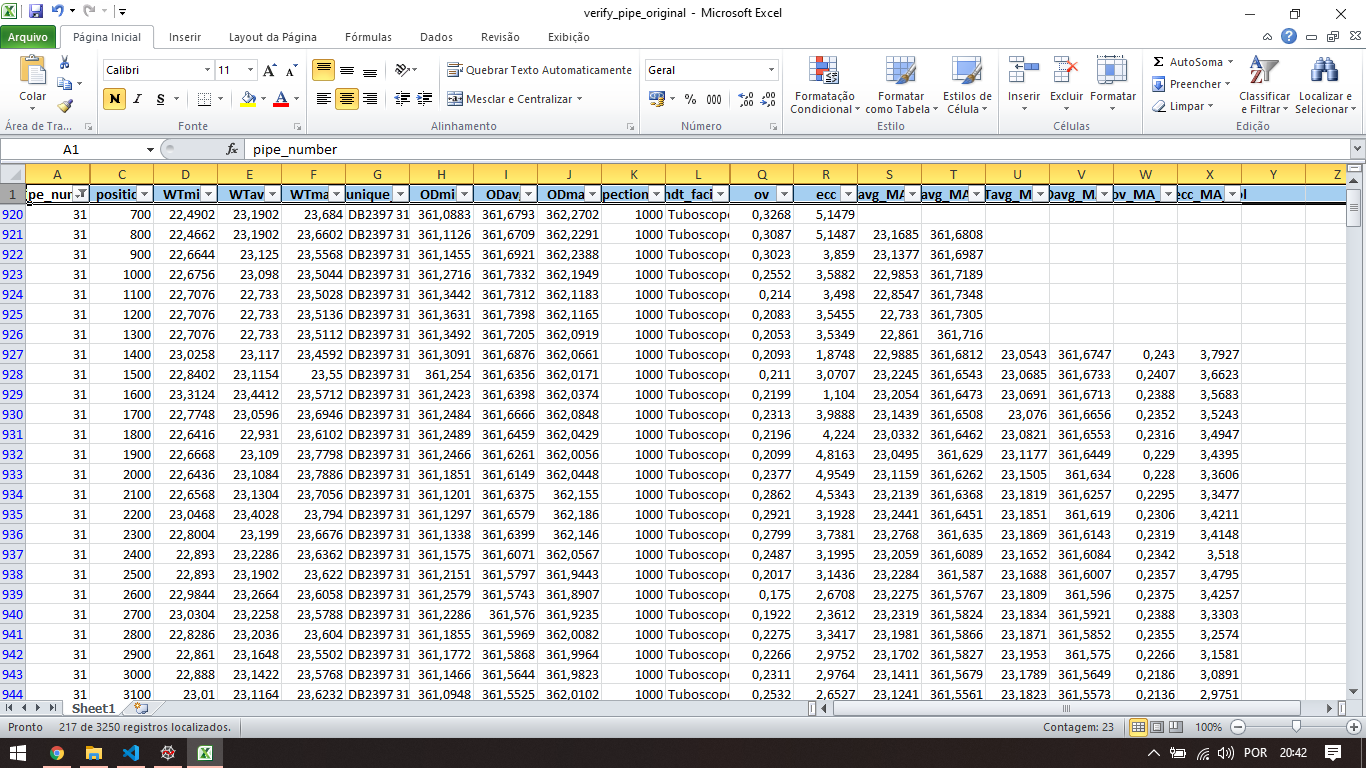 verify_pipe_original - Microsoft Excel
Arquivo Página Inicial Inserir Layout da Página Fórmulas Dados Revisão Exibição
Calibri 11 Quebrar Texto Automaticamente Geral Σ AutoSoma
Colar N I S Mesclar e Centralizar % 000 Formatação Condicional Formatar como Tabela Estilos de Célula Inserir Excluir Formatar Preencher Limpar Classificar e Filtrar Localizar e Selecionar
Área de Tra... Fonte Alinhamento Número Estilo Células Edição
A1 fx pipe_number
A C D E F G H I J K L Q R S T U V W X Y Z
1 pe_nur positic WTmi WTav WTma unique_ ODmi ODav ODma pection ndt_faci ov ecc avg_MA avg_MA Tavg_M Davg_M ov_MA_ ecc_MA_ ol
920 31 700 22,4902 23,1902 23,684 DB2397 31 361,0883 361,6793 362,2702 1000 Tuboscope 0,3268 5,1479
921 31 800 22,4662 23,1902 23,6602 DB2397 31 361,1126 361,6709 362,2291 1000 Tuboscope 0,3087 5,1487 23,1685 361,6808
922 31 900 22,6644 23,125 23,5568 DB2397 31 361,1455 361,6921 362,2388 1000 Tuboscope 0,3023 3,859 23,1377 361,6987
923 31 1000 22,6756 23,098 23,5044 DB2397 31 361,2716 361,7332 362,1949 1000 Tuboscope 0,2552 3,5882 22,9853 361,7189
924 31 1100 22,7076 22,733 23,5028 DB2397 31 361,3442 361,7312 362,1183 1000 Tuboscope 0,214 3,498 22,8547 361,7348
925 31 1200 22,7076 22,733 23,5136 DB2397 31 361,3631 361,7398 362,1165 1000 Tuboscope 0,2083 3,5455 22,733 361,7305
926 31 1300 22,7076 22,733 23,5112 DB2397 31 361,3492 361,7205 362,0919 1000 Tuboscope 0,2053 3,5349 22,861 361,716
927 31 1400 23,0258 23,117 23,4592 DB2397 31 361,3091 361,6876 362,0661 1000 Tuboscope 0,2093 1,8748 22,9885 361,6812 23,0543 361,6747 0,243 3,7927
928 31 1500 22,8402 23,1154 23,55 DB2397 31 361,254 361,6356 362,0171 1000 Tuboscope 0,211 3,0707 23,2245 361,6543 23,0685 361,6733 0,2407 3,6623
929 31 1600 23,3124 23,4412 23,5712 DB2397 31 361,2423 361,6398 362,0374 1000 Tuboscope 0,2199 1,104 23,2054 361,6473 23,0691 361,6713 0,2388 3,5683
930 31 1700 22,7748 23,0596 23,6946 DB2397 31 361,2484 361,6666 362,0848 1000 Tuboscope 0,2313 3,9888 23,1439 361,6508 23,076 361,6656 0,2352 3,5243
931 31 1800 22,6416 22,931 23,6102 DB2397 31 361,2489 361,6459 362,0429 1000 Tuboscope 0,2196 4,224 23,0332 361,6462 23,0821 361,6553 0,2316 3,4947
932 31 1900 22,6668 23,109 23,7798 DB2397 31 361,2466 361,6261 362,0056 1000 Tuboscope 0,2099 4,8163 23,0495 361,629 23,1177 361,6449 0,229 3,4395
933 31 2000 22,6436 23,1084 23,7886 DB2397 31 361,1851 361,6149 362,0448 1000 Tuboscope 0,2377 4,9549 23,1159 361,6262 23,1505 361,634 0,228 3,3606
934 31 2100 22,6568 23,1304 23,7056 DB2397 31 361,1201 361,6375 362,155 1000 Tuboscope 0,2862 4,5343 23,2139 361,6368 23,1819 361,6257 0,2295 3,3477
935 31 2200 23,0468 23,4028 23,794 DB2397 31 361,1297 361,6579 362,186 1000 Tuboscope 0,2921 3,1928 23,2441 361,6451 23,1851 361,619 0,2306 3,4211
936 31 2300 22,8004 23,199 23,6676 DB2397 31 361,1338 361,6399 362,146 1000 Tuboscope 0,2799 3,7381 23,2768 361,635 23,1869 361,6143 0,2319 3,4148
937 31 2400 22,893 23,2286 23,6362 DB2397 31 361,1575 361,6071 362,0567 1000 Tuboscope 0,2487 3,1995 23,2059 361,6089 23,1652 361,6084 0,2342 3,518
938 31 2500 22,893 23,1902 23,622 DB2397 31 361,2151 361,5797 361,9443 1000 Tuboscope 0,2017 3,1436 23,2284 361,587 23,1688 361,6007 0,2357 3,4795
939 31 2600 22,9844 23,2664 23,6058 DB2397 31 361,2579 361,5743 361,8907 1000 Tuboscope 0,175 2,6708 23,2275 361,5767 23,1809 361,596 0,2375 3,4257
940 31 2700 23,0304 23,2258 23,5788 DB2397 31 361,2286 361,576 361,9235 1000 Tuboscope 0,1922 2,3612 23,2319 361,5824 23,1834 361,5921 0,2388 3,3303
941 31 2800 22,8286 23,2036 23,604 DB2397 31 361,1855 361,5969 362,0082 1000 Tuboscope 0,2275 3,3417 23,1981 361,5866 23,1871 361,5852 0,2355 3,2574
942 31 2900 22,861 23,1648 23,5502 DB2397 31 361,1772 361,5868 361,9964 1000 Tuboscope 0,2266 2,9752 23,1702 361,5827 23,1953 361,575 0,2266 3,1581
943 31 3000 22,888 23,1422 23,5768 DB2397 31 361,1466 361,5644 361,9823 1000 Tuboscope 0,2311 2,9764 23,1411 361,5679 23,1789 361,5649 0,2186 3,0891
944 31 3100 23,01 23,1164 23,6232 DB2397 31 361,0948 361,5525 362,0102 1000 Tuboscope 0,2532 2,6527 23,1241 361,5561 23,1823 361,5573 0,2136 2,9751
Sheet1
Pronto 217 de 3250 registros localizados. Contagem: 23 100%
POR 20:42